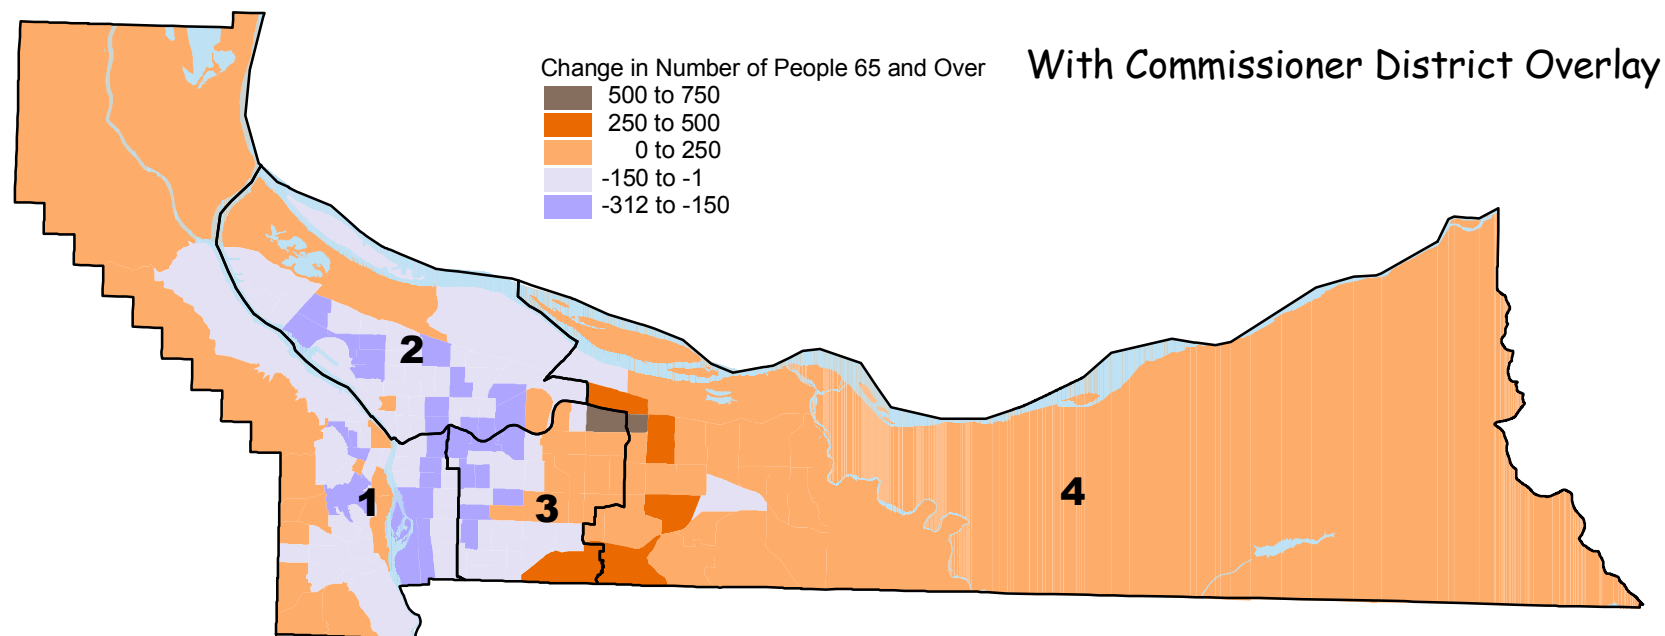 With Commissioner District Overlay
Change in Number of People 65 and Over
500 to 750
250 to 500
0 to 250
-150 to -1
-312 to -150
2
1
3
4